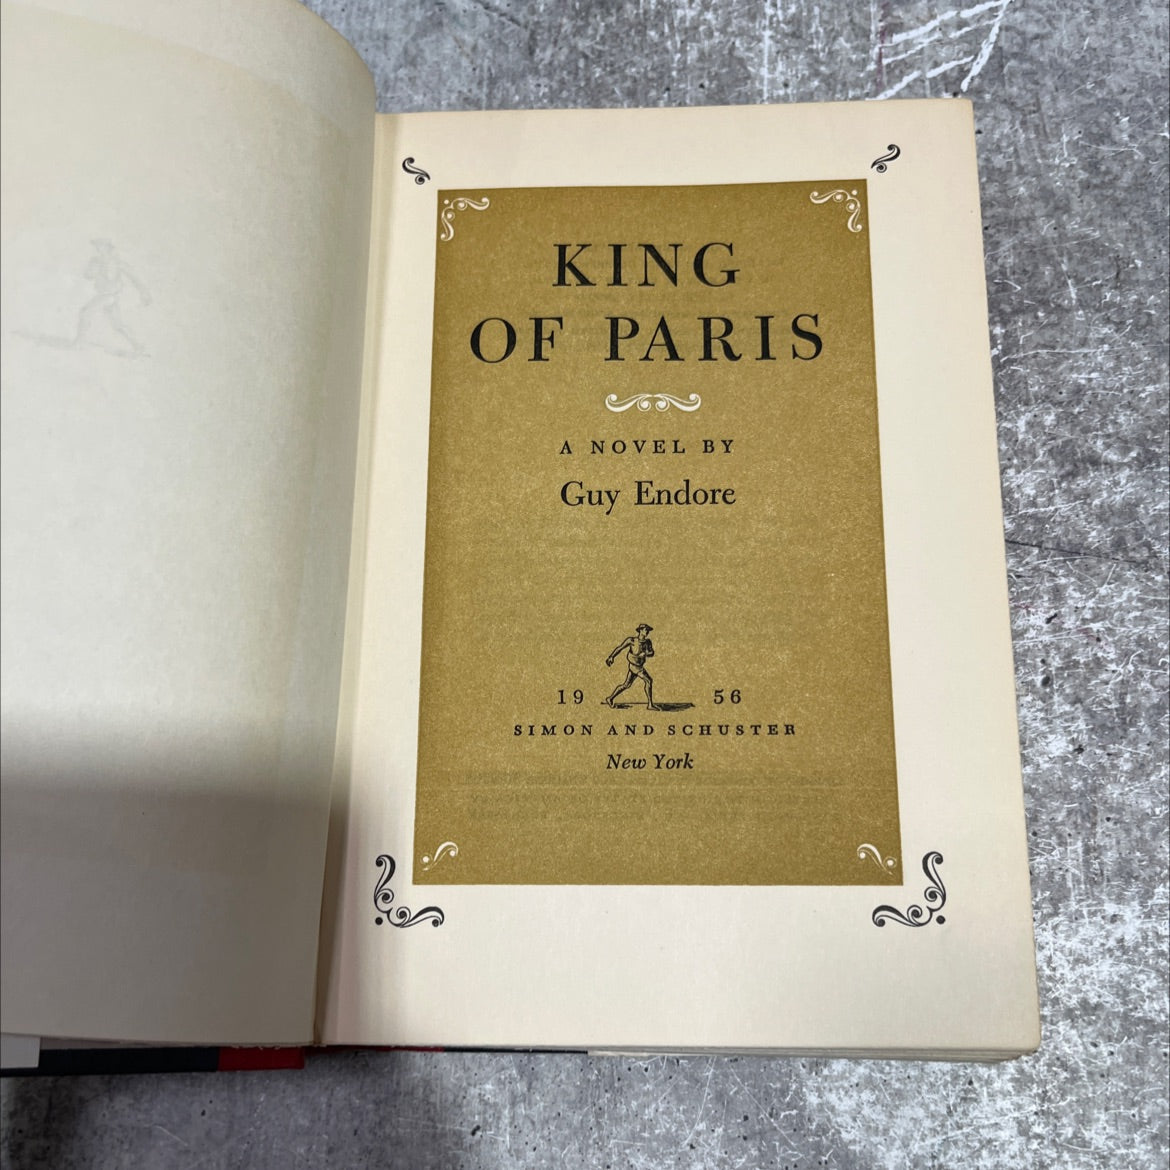 KING
OF PARIS
A NOVEL BY
Guy Endore
19 56
SIMON AND SCHUSTER
New York